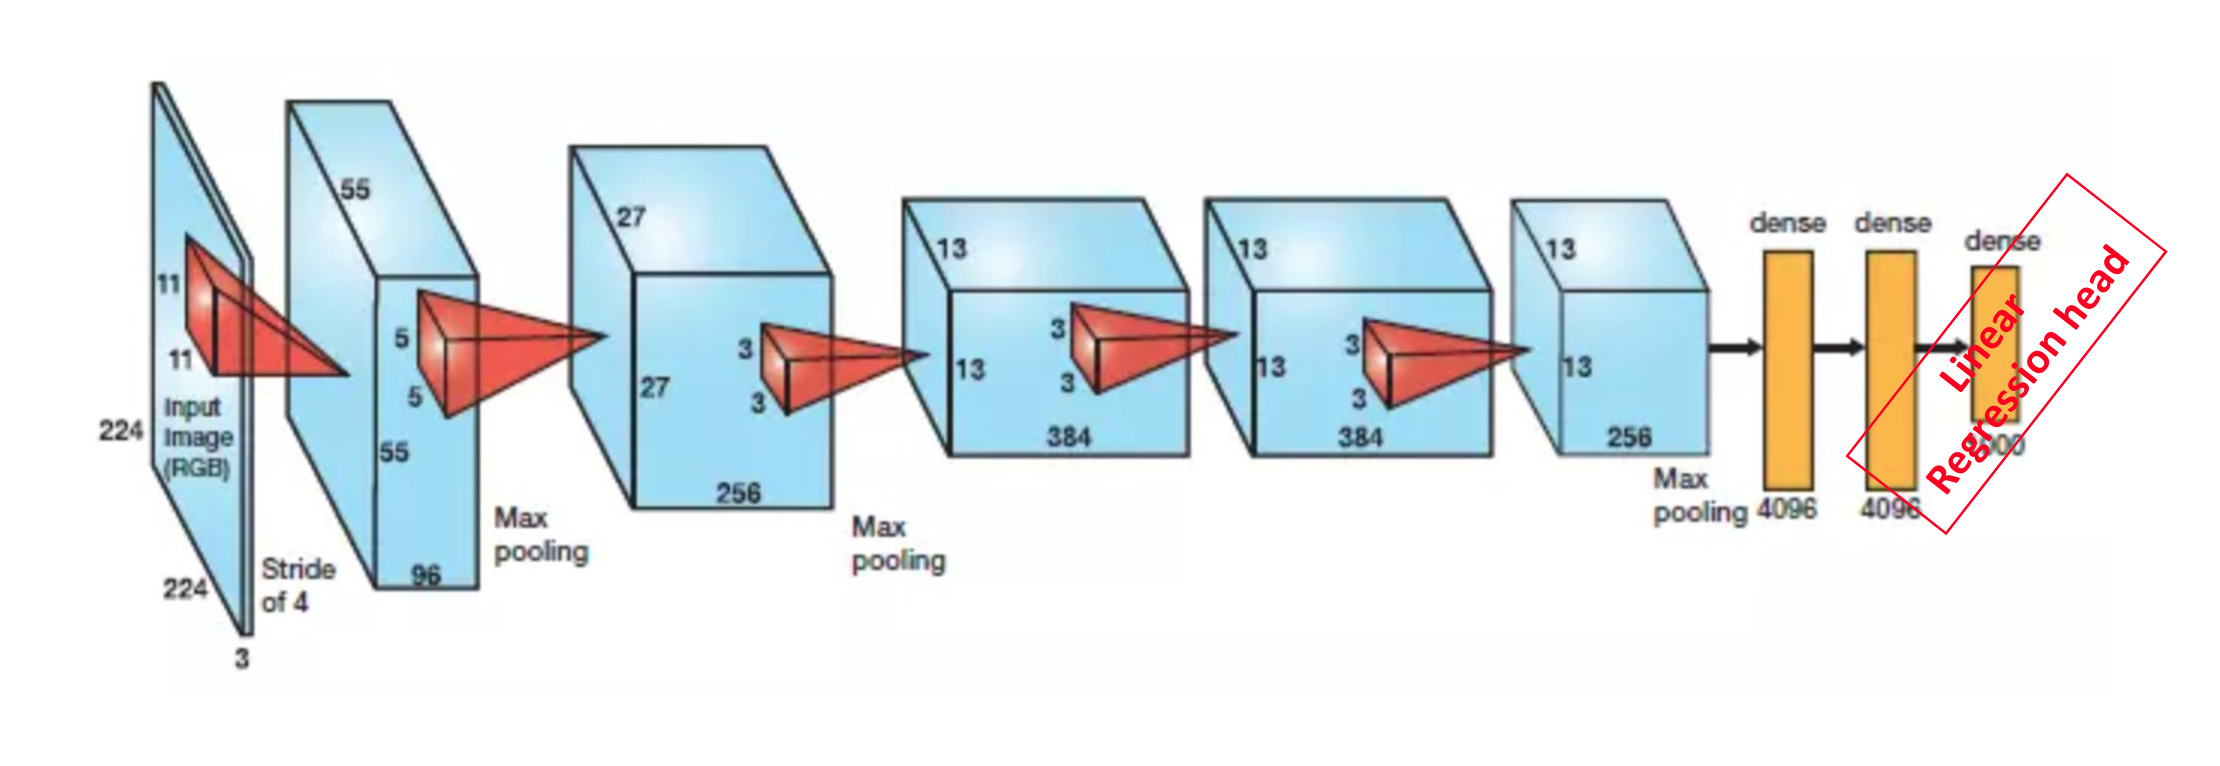 55
27
13
13
13
dense
dense
dense
11
11
Input
Image
(RGB)
224
224
3
Stride
of 4
5
5
55
96
Max
pooling
3
3
27
256
Max
pooling
3
3
13
384
3
3
13
384
13
256
Max
pooling
4096
4096
Linear
Regression head